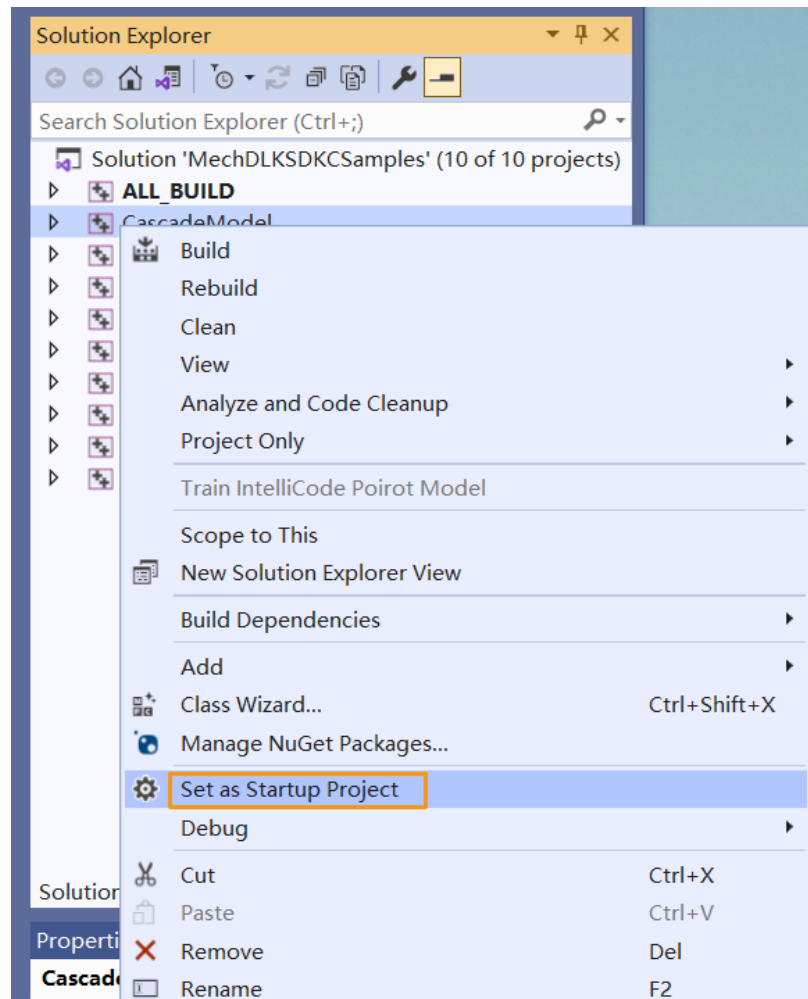 Solution Explorer
Search Solution Explorer (Ctrl+;)
Solution 'MechDLKSDKCSamples' (10 of 10 projects)
ALL_BUILD
CascadeModel
Build
Rebuild
Clean
View
Analyze and Code Cleanup
Project Only
Train IntelliCode Poirot Model
Scope to This
New Solution Explorer View
Build Dependencies
Add
Class Wizard... Ctrl+Shift+X
Manage NuGet Packages...
Set as Startup Project
Debug
Cut Ctrl+X
Solution
Paste Ctrl+V
Properti
Remove Del
Cascade
Rename F2